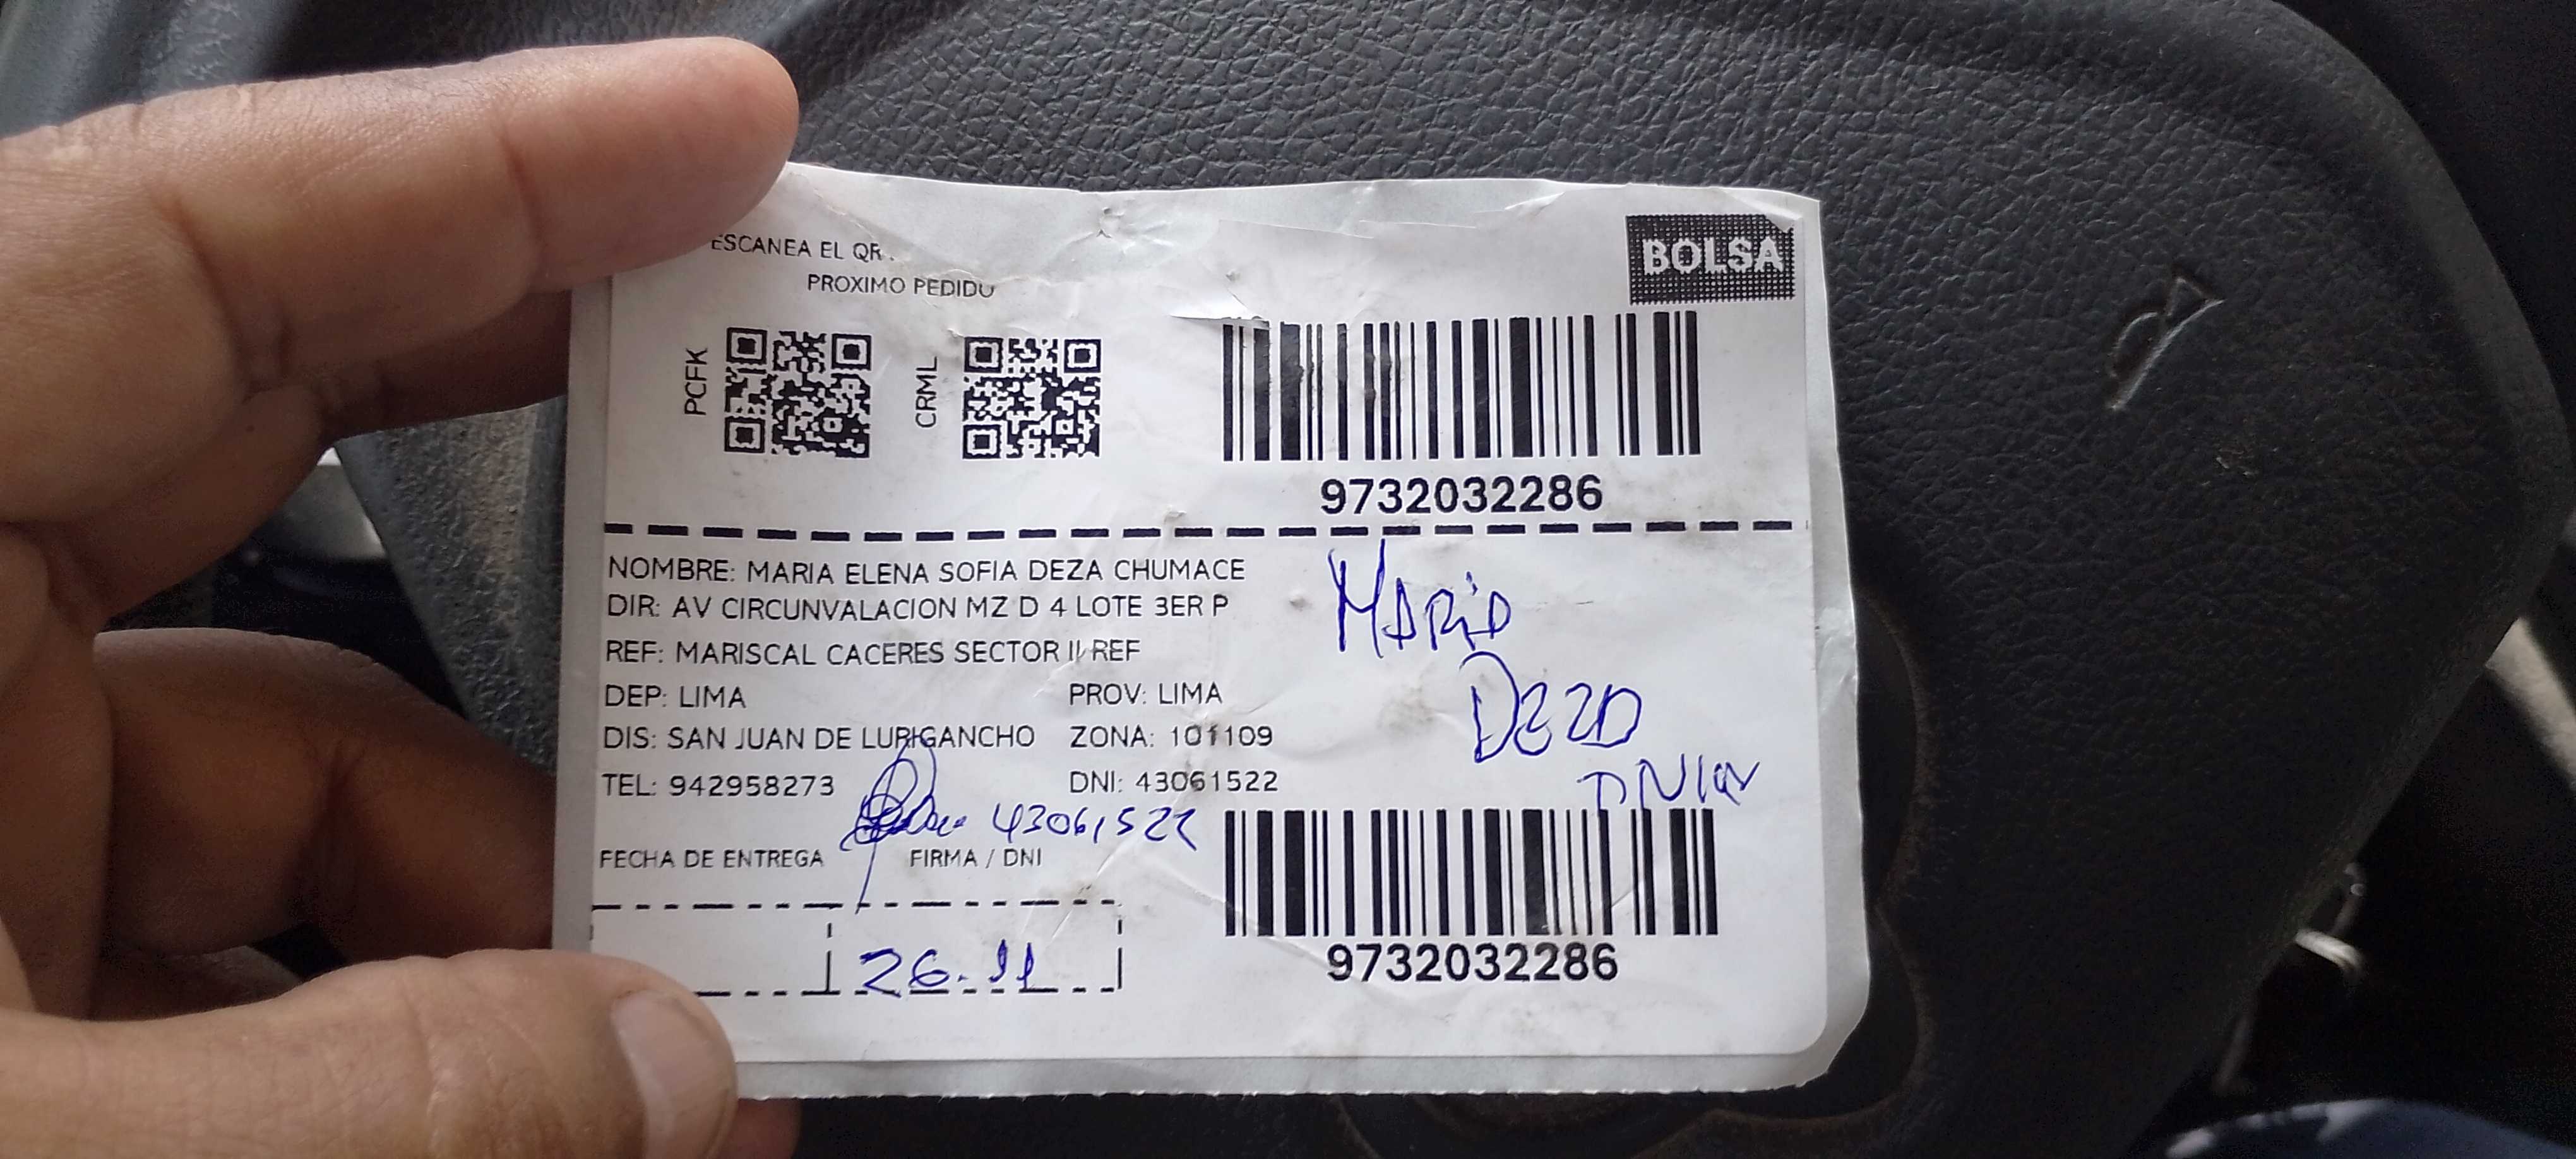 ESCANEA EL QR
PROXIMO PEDIDO
BOLSA
PCFK
CRML
9732032286
NOMBRE: MARIA ELENA SOFIA DEZA CHUMACE
DIR: AV CIRCUNVALACION MZ D 4 LOTE 3ER P
REF: MARISCAL CACERES SECTOR II REF
DEP: LIMA PROV: LIMA
DIS: SAN JUAN DE LURIGANCHO ZONA: 101109
TEL: 942958273 DNI: 43061522
Maria
Deza
43061522
FECHA DE ENTREGA FIRMA / DNI
26.11
9732032286